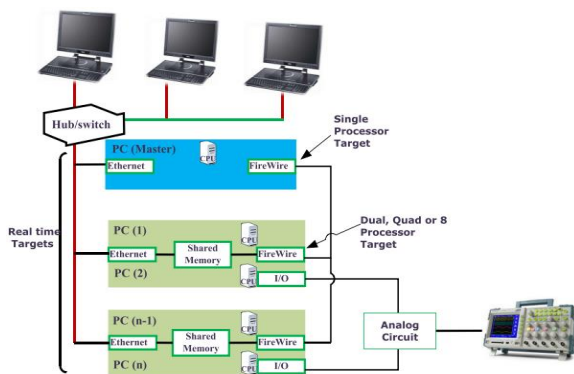 Hub/switch
Single
Processor
Target
PC (Master)
CPU
Ethernet
FireWire
Real time
Targets
Dual, Quad or 8
Processor
Target
PC (1)
CPU
Ethernet
Shared
Memory
FireWire
PC (2)
CPU
I/O
Analog
Circuit
PC (n-1)
CPU
Ethernet
Shared
Memory
FireWire
PC (n)
CPU
I/O